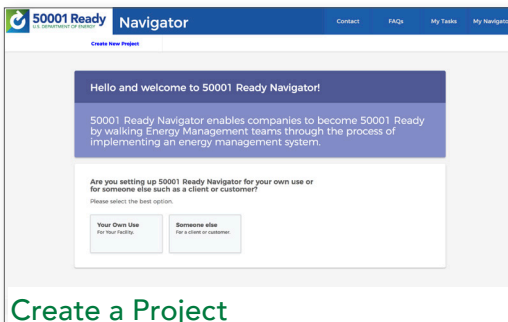 50001 Ready
U.S. DEPARTMENT OF ENERGY
Navigator
Contact
FAQs
My Tasks
My Navigato
Create New Project
Hello and welcome to 50001 Ready Navigator!
50001 Ready Navigator enables companies to become 50001 Ready
by walking Energy Management teams through the process of
implementing an energy management system.
Are you setting up 50001 Ready Navigator for your own use or
for someone else such as a client or customer?
Please select the best option.
Your Own Use
For Your Facility.
Someone else
For a client or customer.
Create a Project